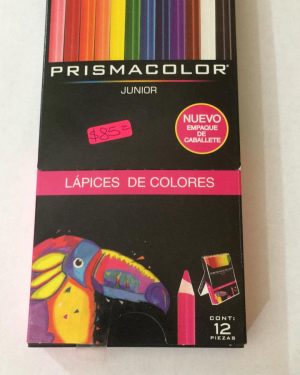 PRISMACOLOR®
JUNIOR
$85=
NUEVO
EMPAQUE
DE
CABALLETE
LÁPICES DE COLORES
CONT:
12
PIEZAS